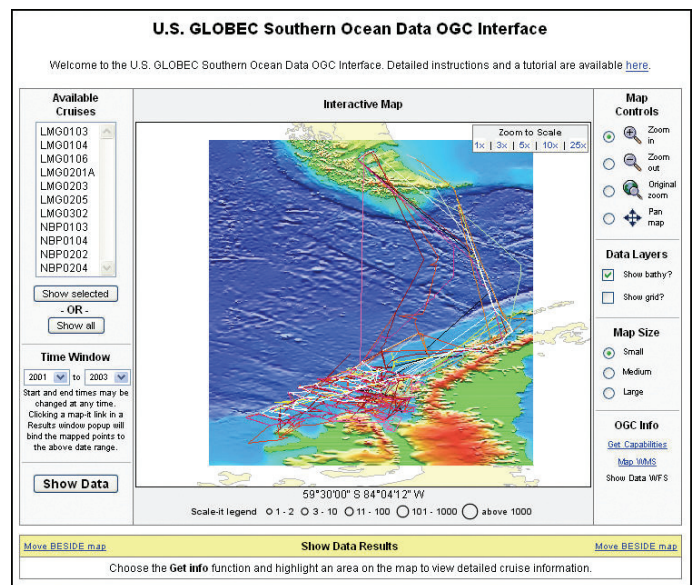 U.S. GLOBEC Southern Ocean Data OGC Interface
Welcome to the U.S. GLOBEC Southern Ocean Data OGC Interface. Detailed instructions and a tutorial are available here.
Available
Cruises
LMG0103
LMG0104
LMG0106
LMG0201A
LMG0203
LMG0205
LMG0302
NBP0103
NBP0104
NBP0202
NBP0204
Show selected
- OR -
Show all
Time Window
2001 to 2003
Start and end times may be
changed at any time.
Clicking a map-it link in a
Results window popup will
bind the mapped points to
the above date range.
Show Data
Interactive Map
Zoom to Scale
1x | 3x | 5x | 10x | 25x
59°30'00" S 84°04'12" W
Scale-it legend 1 - 2 3 - 10 11 - 100 101 - 1000 above 1000
Map
Controls
Zoom
in
Zoom
out
Original
zoom
Pan
map
Data Layers
Show bathy?
Show grid?
Map Size
Small
Medium
Large
OGC Info
Get Capabilities
Map WMS
Show Data WFS
Move BESIDE map Show Data Results Move BESIDE map
Choose the Get info function and highlight an area on the map to view detailed cruise information.